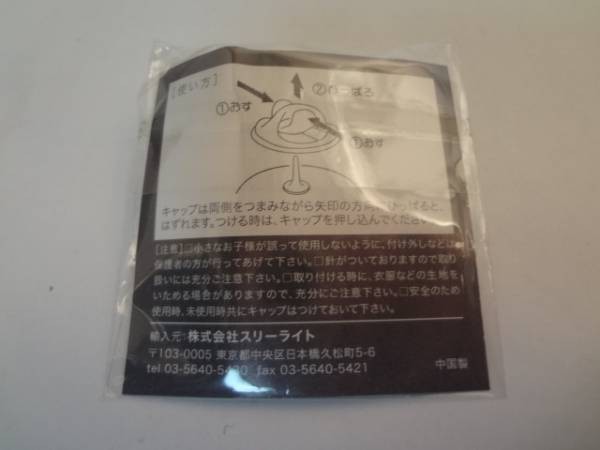 [使い方]
②ひっぱる
①おす
①おす
キャップは両側をつまみながら矢印の方向にひっぱると、
はずれます。つける時は、キャップを押し込んでください。
[注意]□小さなお子様が誤って使用しないように、付け外しなどは
保護者の方が行ってあげて下さい。□針がついておりますので取り
扱いには充分ご注意下さい。□取り付ける時に、衣服などの生地を
いためる場合がありますので、充分にご注意下さい。□安全のため
使用時、未使用時共にキャップはつけておいて下さい。
輸入元:株式会社スリーライト
〒103-0005 東京都中央区日本橋久松町5-6
tel fax 03-5640-5421
中国製